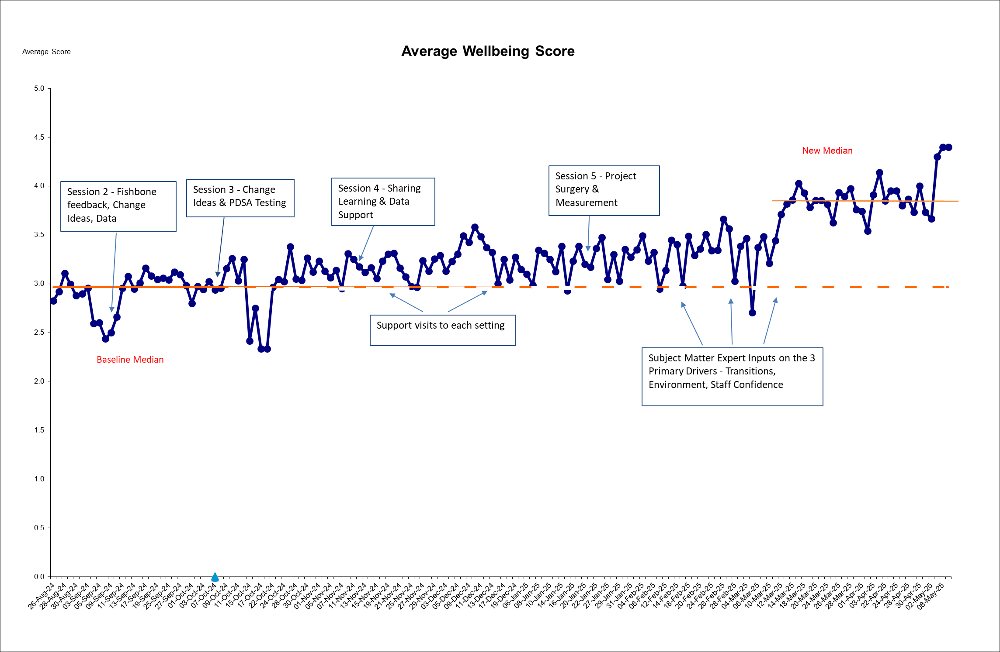 Average Wellbeing Score
Average Score
5.0
4.5
4.0
3.5
3.0
2.5
2.0
1.5
1.0
0.5
0.0
Session 2 - Fishbone
feedback, Change
Ideas, Data
Session 3 - Change
Ideas & PDSA Testing
Session 4 - Sharing
Learning & Data
Support
Session 5 - Project
Surgery &
Measurement
New Median
Baseline Median
Support visits to each setting
Subject Matter Expert Inputs on the 3
Primary Drivers - Transitions,
Environment, Staff Confidence
26-Aug-24
28-Aug-24
30-Aug-24
03-Sep-24
05-Sep-24
09-Sep-24
11-Sep-24
13-Sep-24
17-Sep-24
19-Sep-24
25-Sep-24
27-Sep-24
01-Oct-24
03-Oct-24
07-Oct-24
09-Oct-24
11-Oct-24
15-Oct-24
17-Oct-24
22-Oct-24
24-Oct-24
28-Oct-24
30-Oct-24
01-Nov-24
05-Nov-24
07-Nov-24
11-Nov-24
13-Nov-24
15-Nov-24
19-Nov-24
21-Nov-24
25-Nov-24
27-Nov-24
29-Nov-24
03-Dec-24
05-Dec-24
09-Dec-24
11-Dec-24
13-Dec-24
17-Dec-24
19-Dec-24
06-Jan-25
08-Jan-25
10-Jan-25
14-Jan-25
16-Jan-25
20-Jan-25
22-Jan-25
27-Jan-25
29-Jan-25
31-Jan-25
04-Feb-25
06-Feb-25
12-Feb-25
14-Feb-25
18-Feb-25
20-Feb-25
24-Feb-25
26-Feb-25
28-Feb-25
04-Mar-25
06-Mar-25
10-Mar-25
12-Mar-25
14-Mar-25
18-Mar-25
20-Mar-25
24-Mar-25
26-Mar-25
28-Mar-25
01-Apr-25
03-Apr-25
22-Apr-25
24-Apr-25
28-Apr-25
30-Apr-25
02-May-25
08-May-25